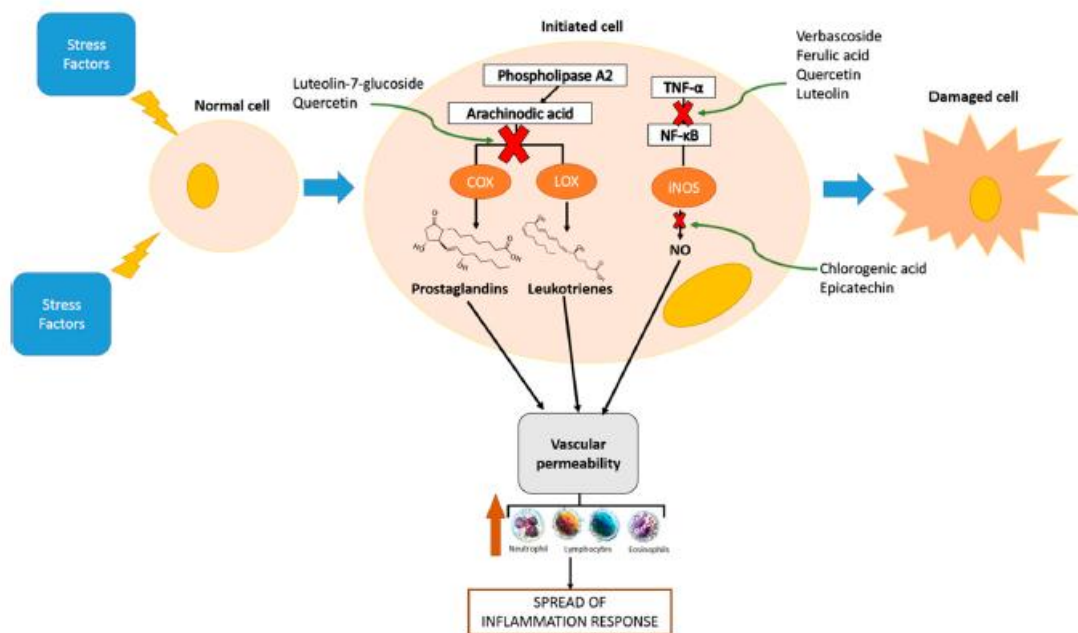 Stress
Factors
Normal cell
Stress
Factors
Initiated cell
Luteolin-7-glucoside
Quercetin
Phospholipase A2
Arachinodic acid
COX
LOX
Prostaglandins
Leukotrienes
TNF-α
NF-κB
iNOS
NO
Verbascoside
Ferulic acid
Quercetin
Luteolin
Chlorogenic acid
Epicatechin
Damaged cell
Vascular
permeability
Neutrophil
Lymphocytes
Eosinophils
SPREAD OF
INFLAMMATION RESPONSE